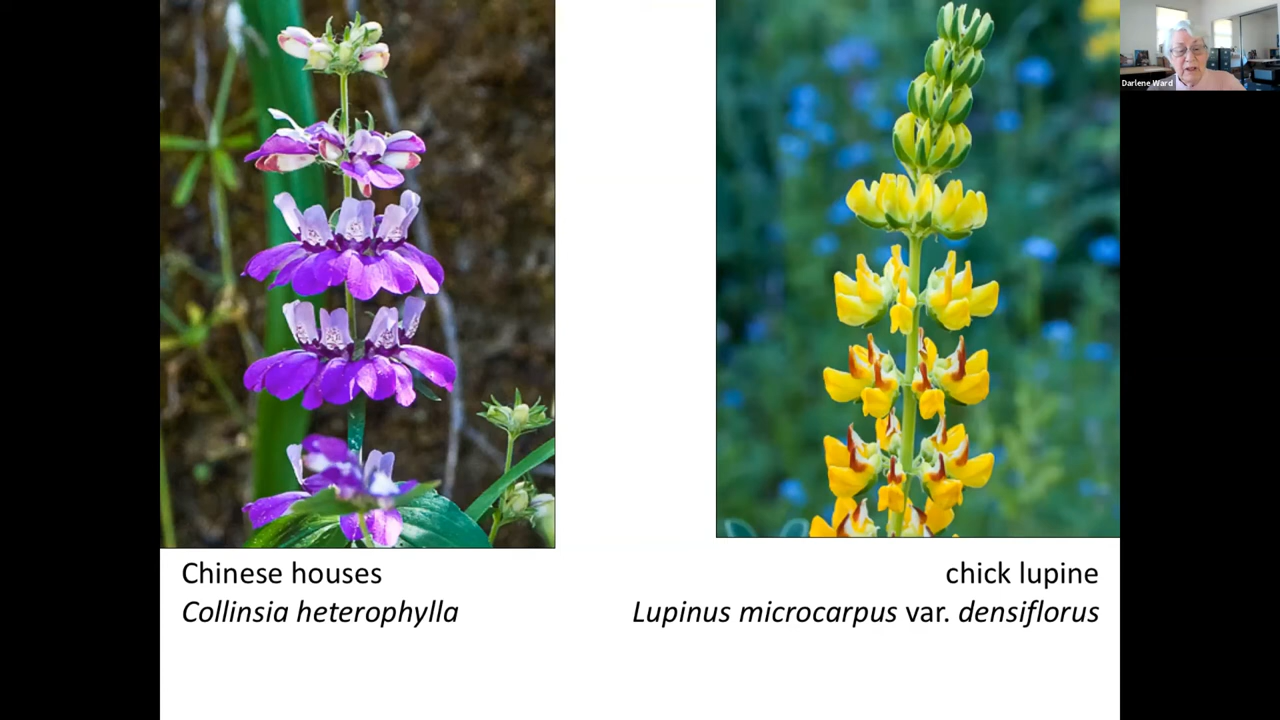 Darlene Ward
Chinese houses
Collinsia heterophylla
chick lupine
Lupinus microcarpus var. densiflorus